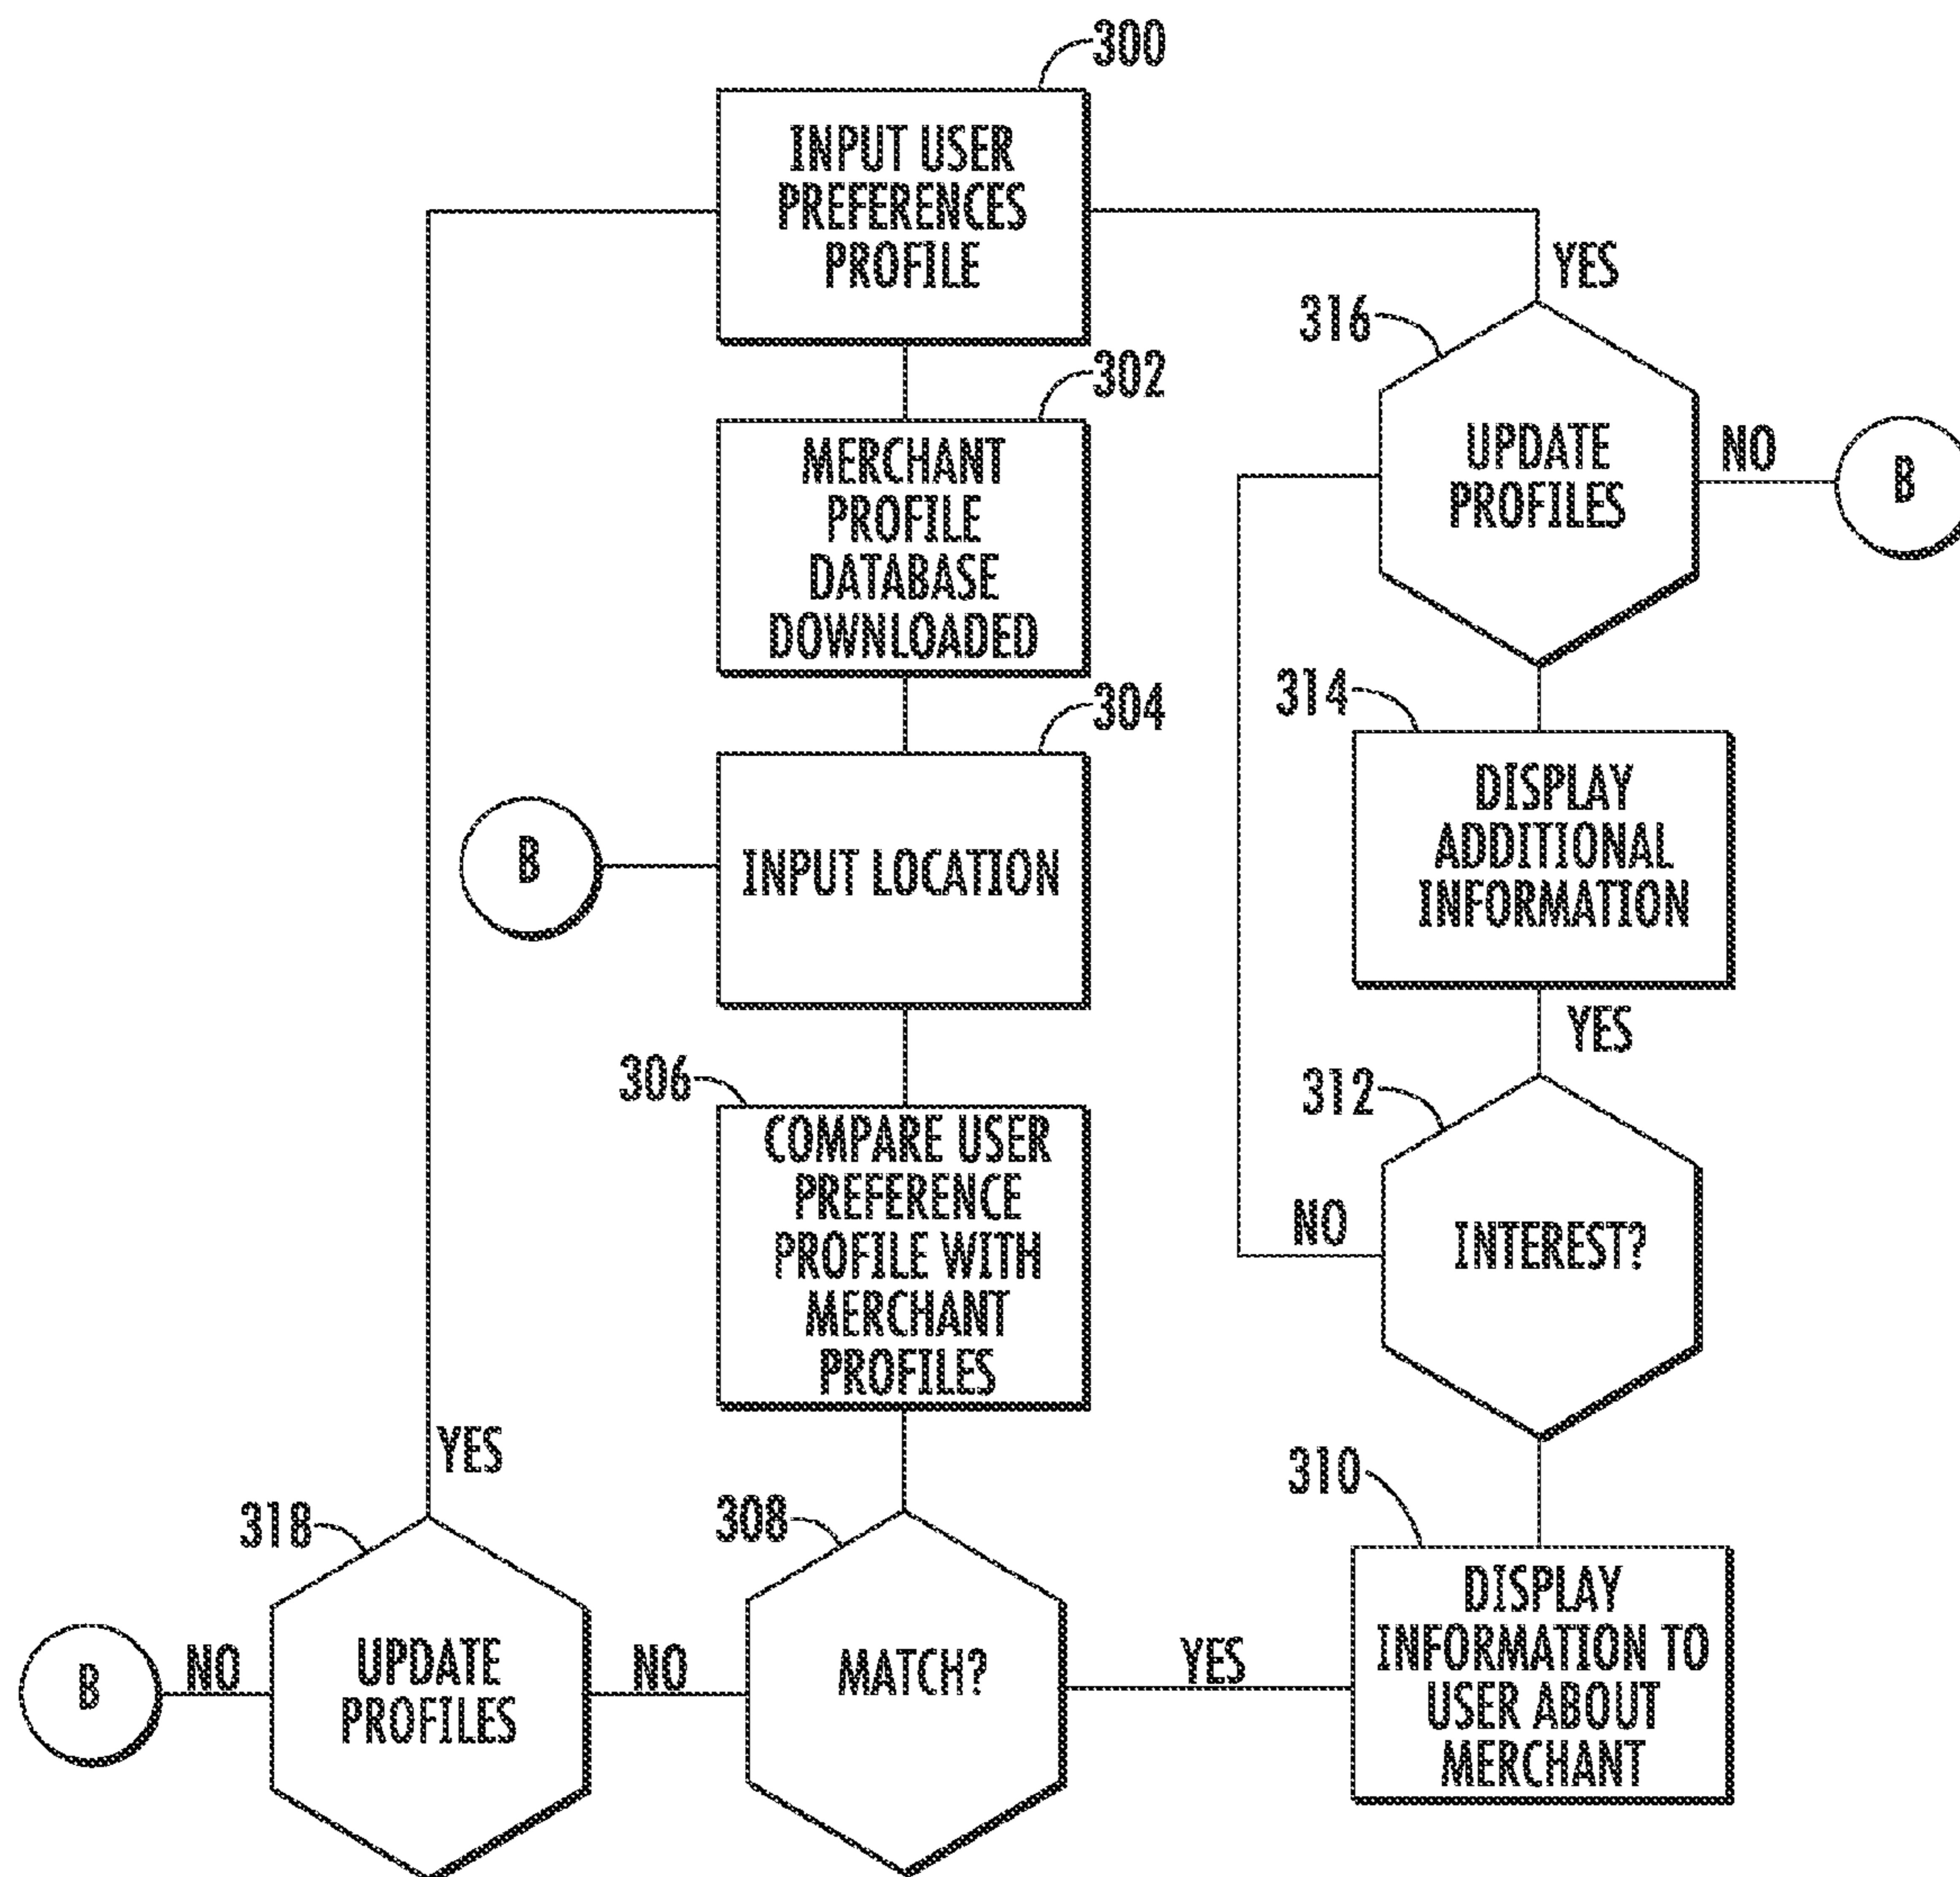 300
INPUT USER
PREFERENCES
PROFILE
YES
316
UPDATE
PROFILES
NO
B
302
MERCHANT
PROFILE
DATABASE
DOWNLOADED
304
INPUT LOCATION
B
314
DISPLAY
ADDITIONAL
INFORMATION
YES
312
INTEREST?
NO
306
COMPARE USER
PREFERENCE
PROFILE WITH
MERCHANT
PROFILES
YES
318
UPDATE
PROFILES
NO
B
NO
308
MATCH?
YES
310
DISPLAY
INFORMATION TO
USER ABOUT
MERCHANT